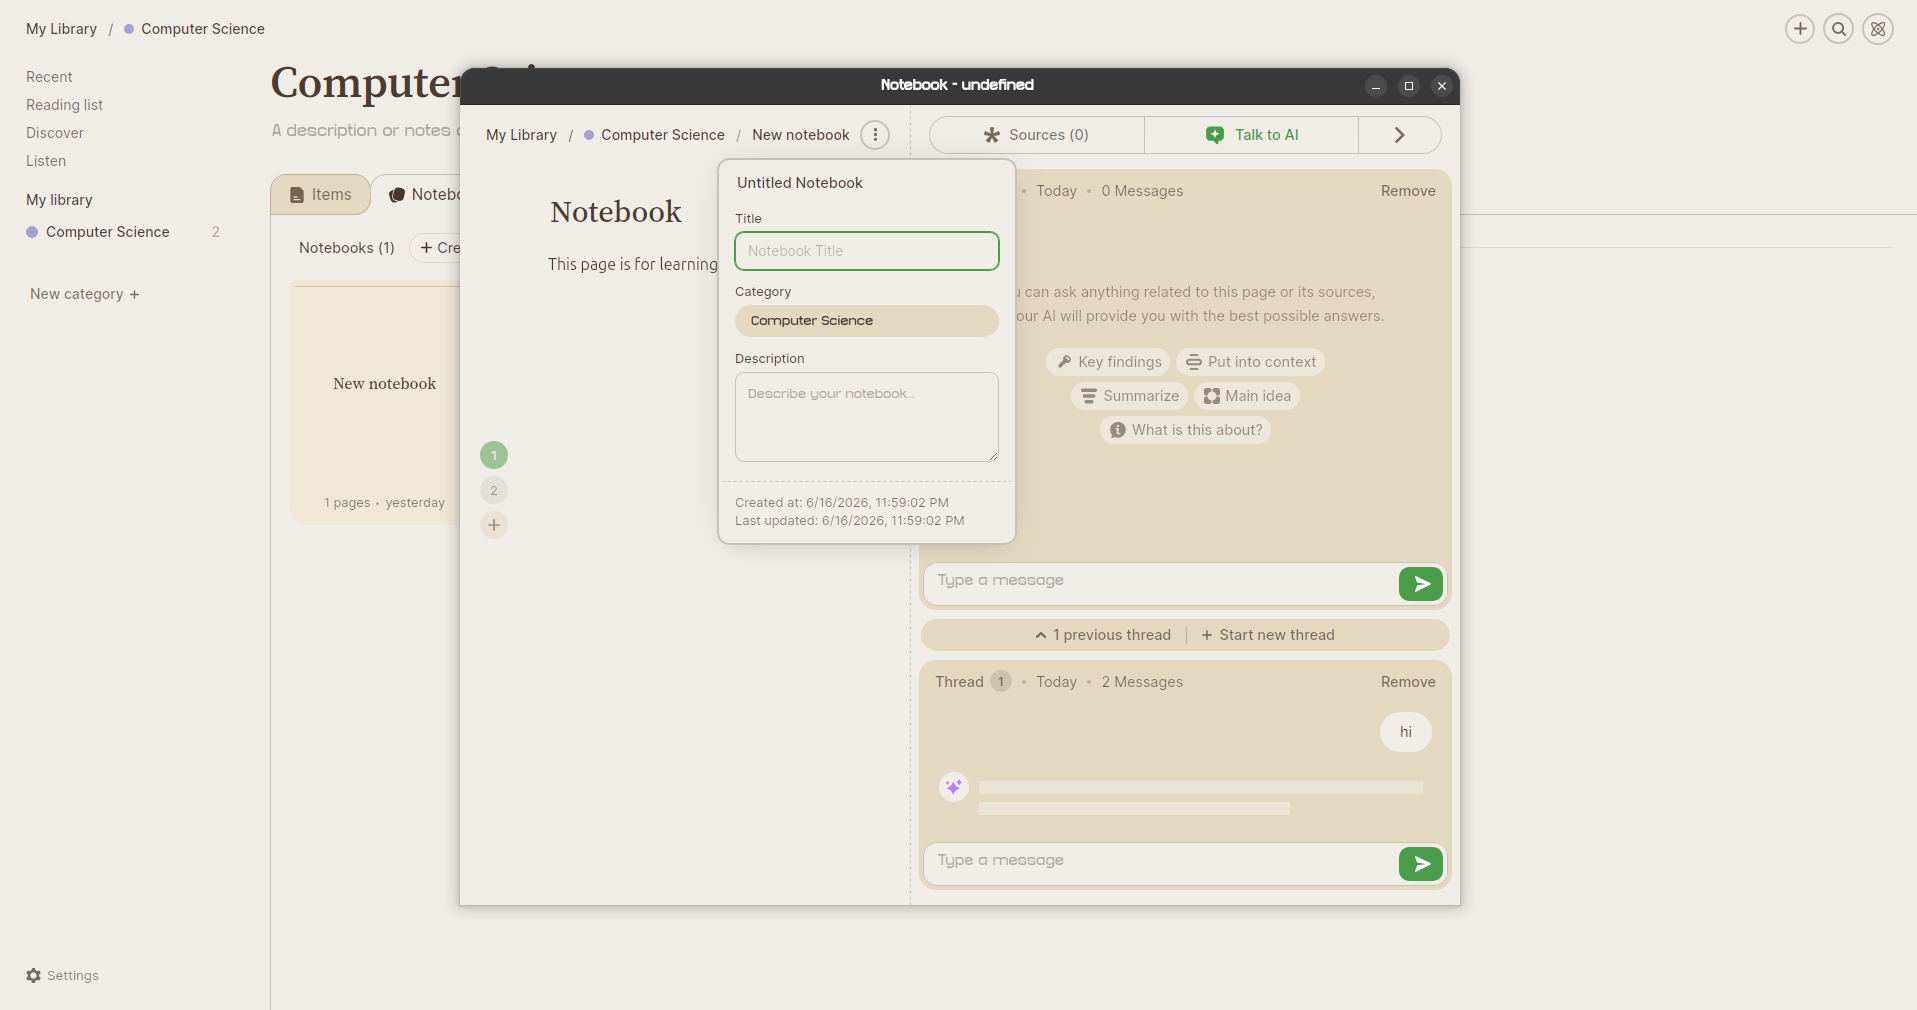 My Library / Computer Science
Recent
Reading list
Discover
Listen
My library
Computer Science 2
New category +
Settings
Computer
A description or notes
Items
Notebo
Notebooks (1)
+ Cre
New notebook
1 pages • yesterday
Notebook - undefined
My Library / Computer Science / New notebook
Notebook
This page is for learning
1
2
+
Untitled Notebook
Title
Notebook Title
Category
Computer Science
Description
Describe your notebook...
Created at: 6/16/2026, 11:59:02 PM
Last updated: 6/16/2026, 11:59:02 PM
Sources (0)
Talk to AI
• Today • 0 Messages
Remove
can ask anything related to this page or its sources,
our AI will provide you with the best possible answers.
Key findings
Put into context
Summarize
Main idea
What is this about?
Type a message
1 previous thread
+ Start new thread
Thread 1 • Today • 2 Messages
Remove
hi
Type a message